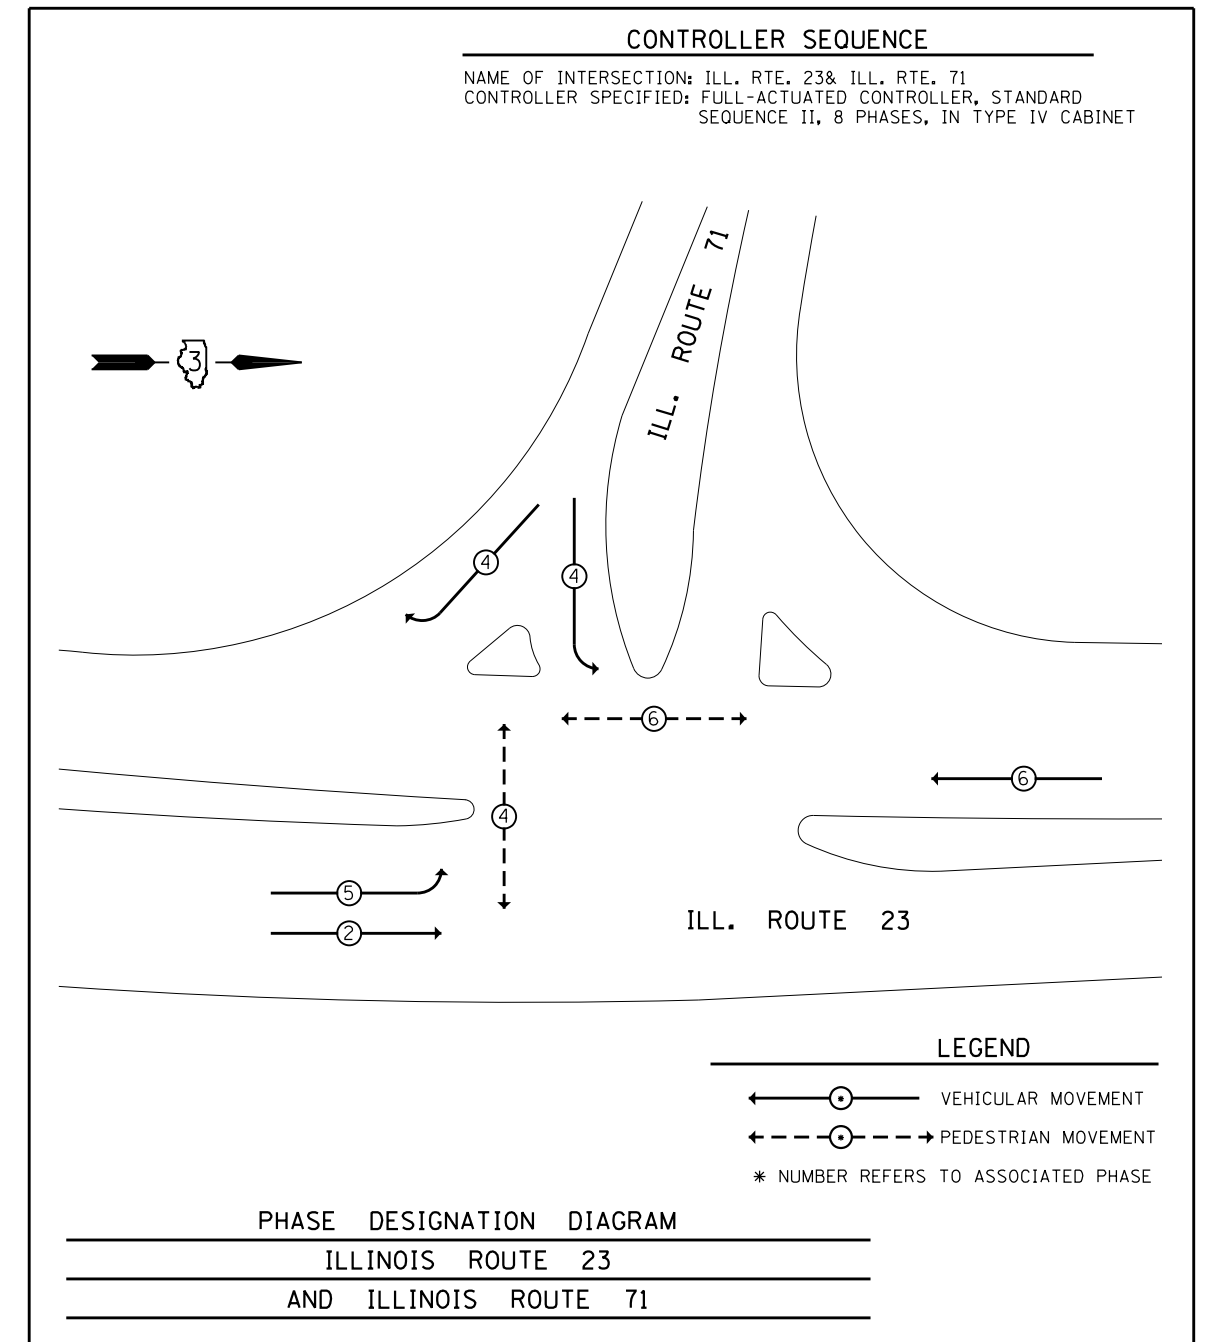 CONTROLLER SEQUENCE
NAME OF INTERSECTION: ILL. RTE. 23& ILL. RTE. 71
CONTROLLER SPECIFIED: FULL-ACTUATED CONTROLLER, STANDARD
SEQUENCE II, 8 PHASES, IN TYPE IV CABINET
ILL. ROUTE 71
3
4
4
6
6
4
5
2
ILL. ROUTE 23
LEGEND
* VEHICULAR MOVEMENT
* PEDESTRIAN MOVEMENT
* NUMBER REFERS TO ASSOCIATED PHASE
PHASE DESIGNATION DIAGRAM
ILLINOIS ROUTE 23
AND ILLINOIS ROUTE 71